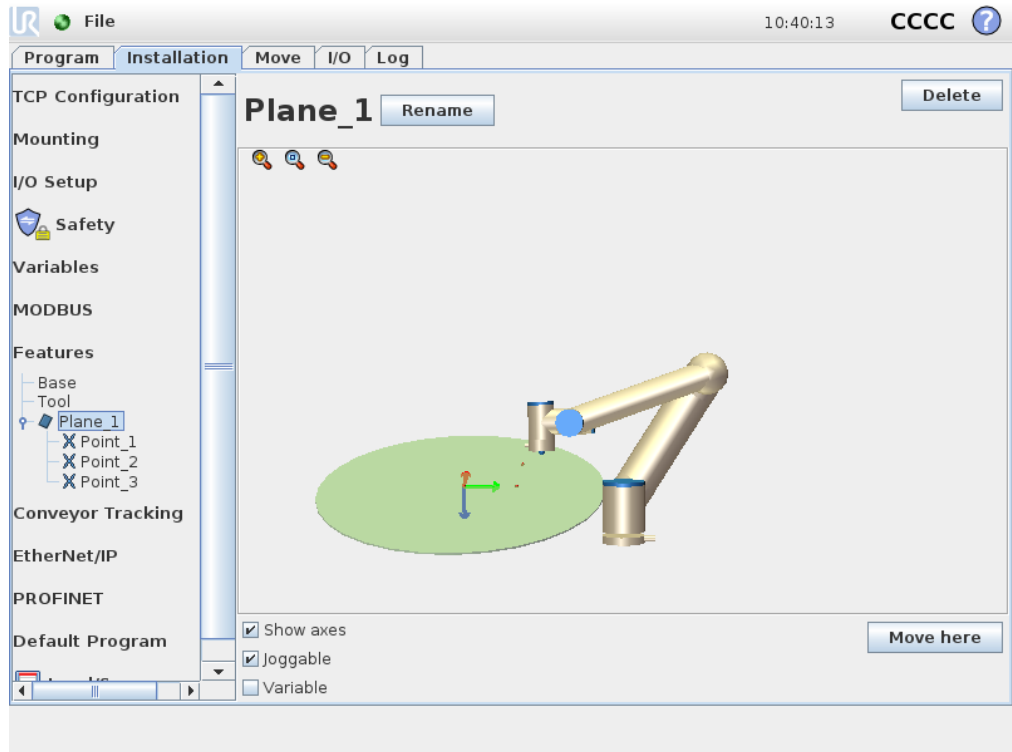 UR File 10:40:13 CCCC ?
Program Installation Move I/O Log
TCP Configuration
Mounting
I/O Setup
Safety
Variables
MODBUS
Features
Base
Tool
Plane_1
Point_1
Point_2
Point_3
Conveyor Tracking
EtherNet/IP
PROFINET
Default Program
Plane_1 Rename Delete
Show axes
Joggable
Variable
Move here